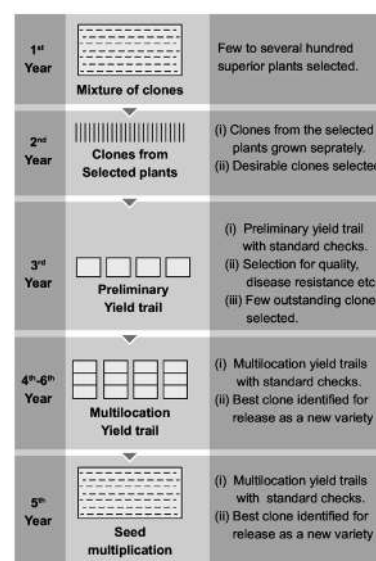 1st
Year
Mixture of clones
Few to several hundred
superior plants selected.
2nd
Year
Clones from
Selected plants
(i) Clones from the selected
plants grown seprately.
(ii) Desirable clones selected
3rd
Year
Preliminary
Yield trail
(i) Preliminary yield trail
with standard checks.
(ii) Selection for quality,
disease resistance etc
(iii) Few outstanding clone
selected.
4th-6th
Year
Multilocation
Yield trail
(i) Multilocation yield trails
with standard checks.
(ii) Best clone identified for
release as a new variety
5th
Year
Seed
multiplication
(i) Multilocation yield trails
with standard checks.
(ii) Best clone identified for
release as a new variety